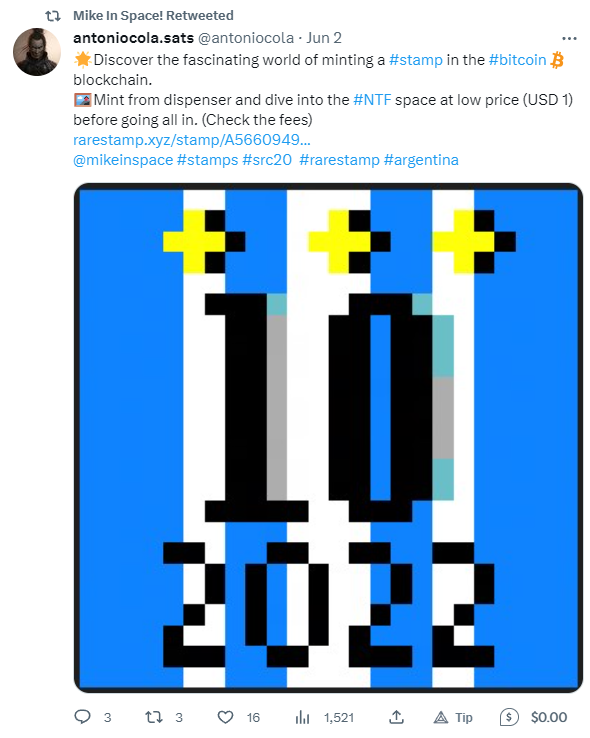 Mike In Space! Retweeted
antoniocola.sats @antoniocola · Jun 2
🌟Discover the fascinating world of minting a #stamp in the #bitcoin ₿
blockchain.
🖼️Mint from dispenser and dive into the #NTF space at low price (USD 1)
before going all in. (Check the fees)
rarestamp.xyz/stamp/A5660949...
@mikeinspace #stamps #src20 #rarestamp #argentina
10
2022
3 3 16 1,521 Tip $ $0.00